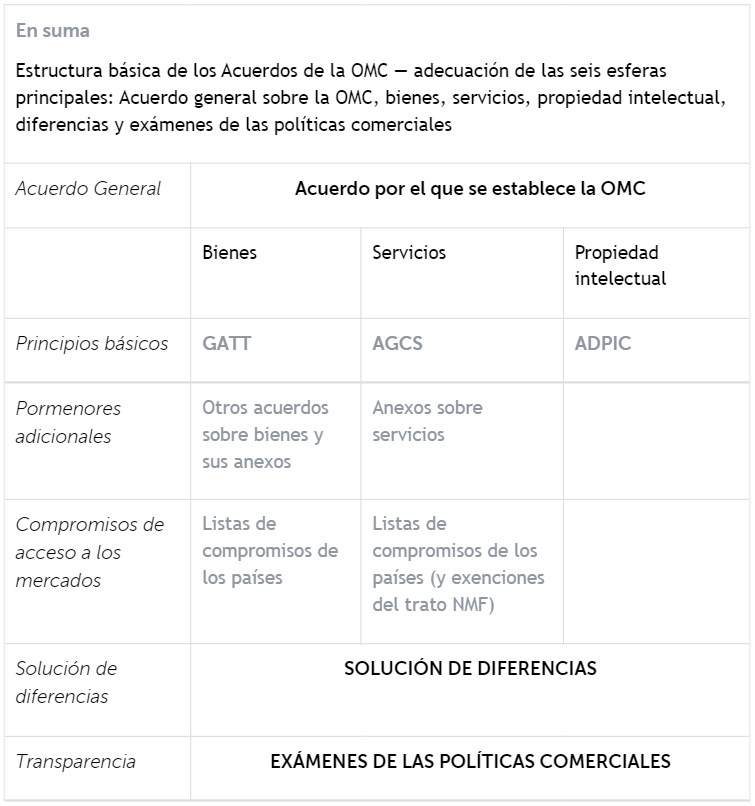 En suma
Estructura básica de los Acuerdos de la OMC — adecuación de las seis esferas
principales: Acuerdo general sobre la OMC, bienes, servicios, propiedad intelectual,
diferencias y exámenes de las políticas comerciales
Acuerdo General
Acuerdo por el que se establece la OMC
Bienes
Servicios
Propiedad
intelectual
Principios básicos
GATT
AGCS
ADPIC
Pormenores
adicionales
Otros acuerdos
sobre bienes y
sus anexos
Anexos sobre
servicios
Compromisos de
acceso a los
mercados
Listas de
compromisos de
los países
Listas de
compromisos de los
países (y exenciones
del trato NMF)
Solución de
diferencias
SOLUCIÓN DE DIFERENCIAS
Transparencia
EXÁMENES DE LAS POLÍTICAS COMERCIALES